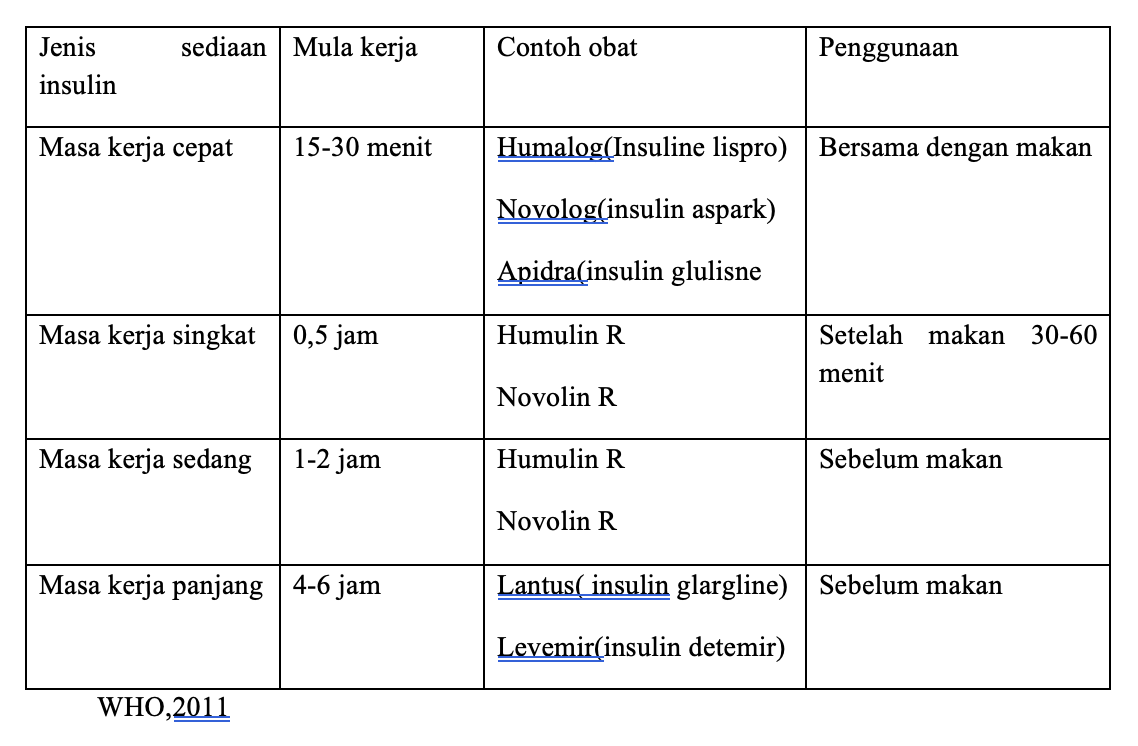 Jenis sediaan insulin
Mula kerja
Contoh obat
Penggunaan
Masa kerja cepat
15-30 menit
Humalog(Insuline lispro)
Novolog(insulin aspark)
Apidra(insulin glulisne
Bersama dengan makan
Masa kerja singkat
0,5 jam
Humulin R
Novolin R
Setelah makan 30-60
menit
Masa kerja sedang
1-2 jam
Humulin R
Novolin R
Sebelum makan
Masa kerja panjang
4-6 jam
Lantus( insulin glargline)
Levemir(insulin detemir)
Sebelum makan
WHO,2011